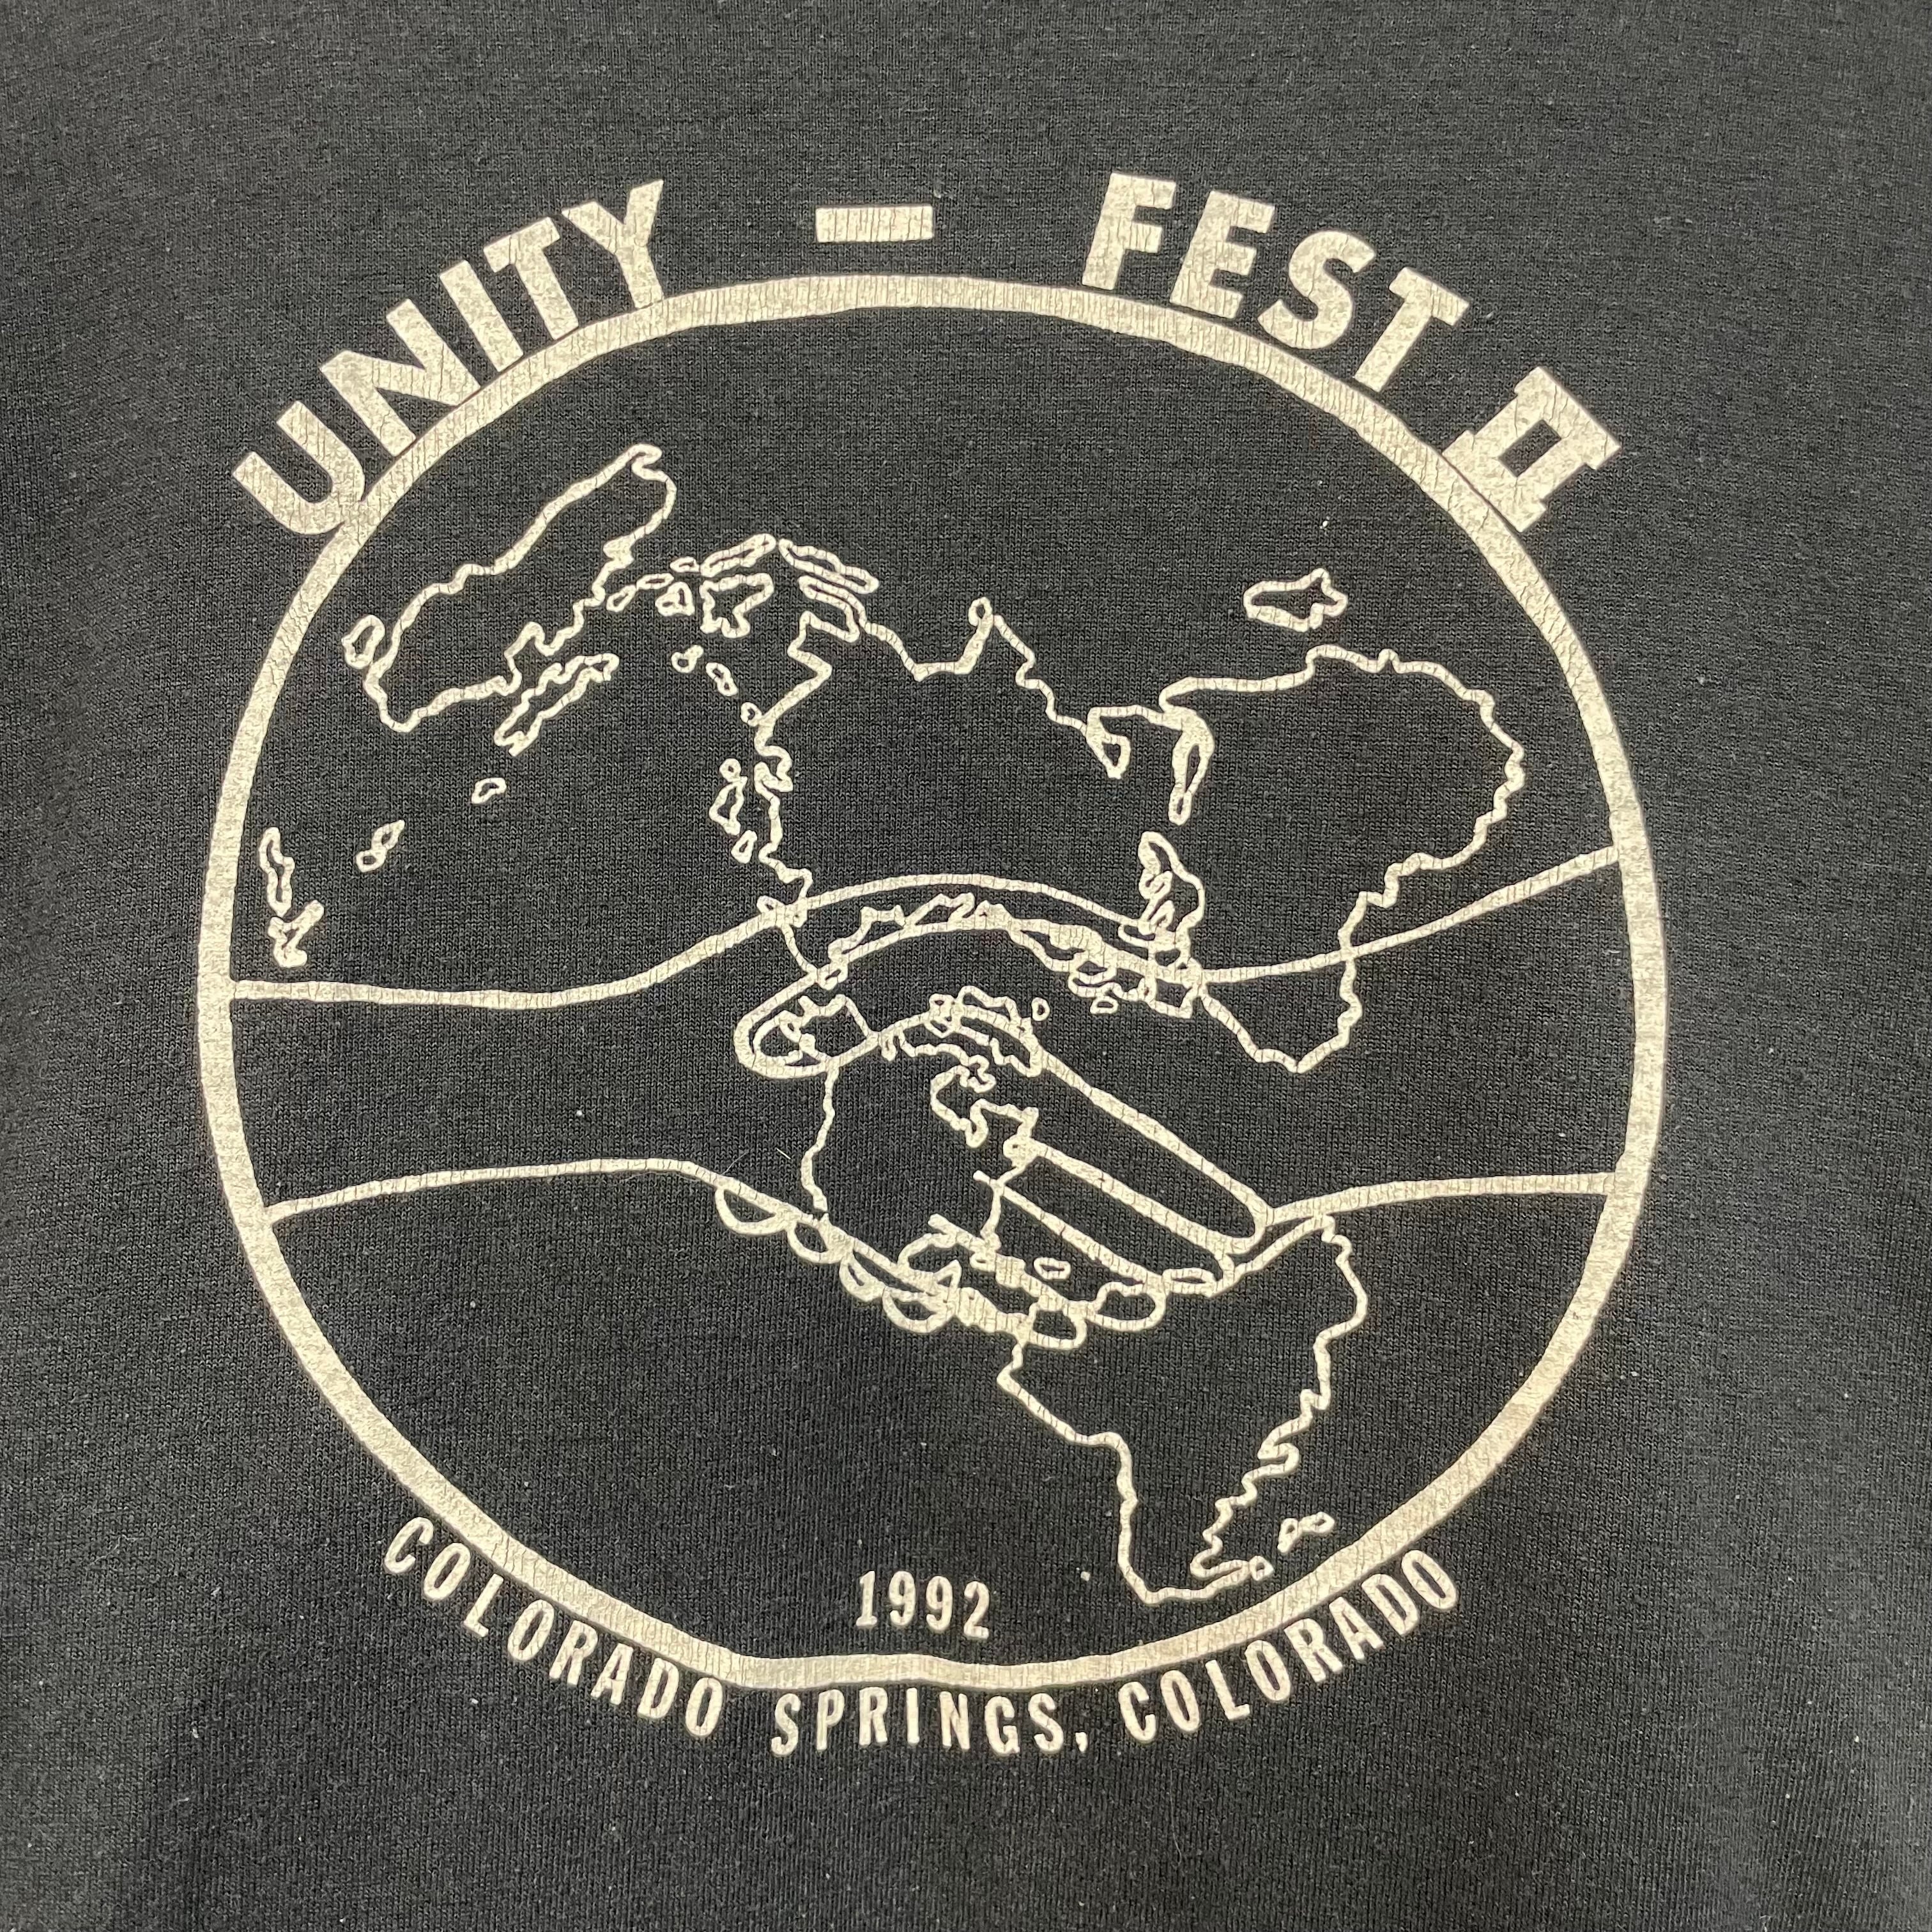 UNITY - FEST II
1992
COLORADO SPRINGS, COLORADO